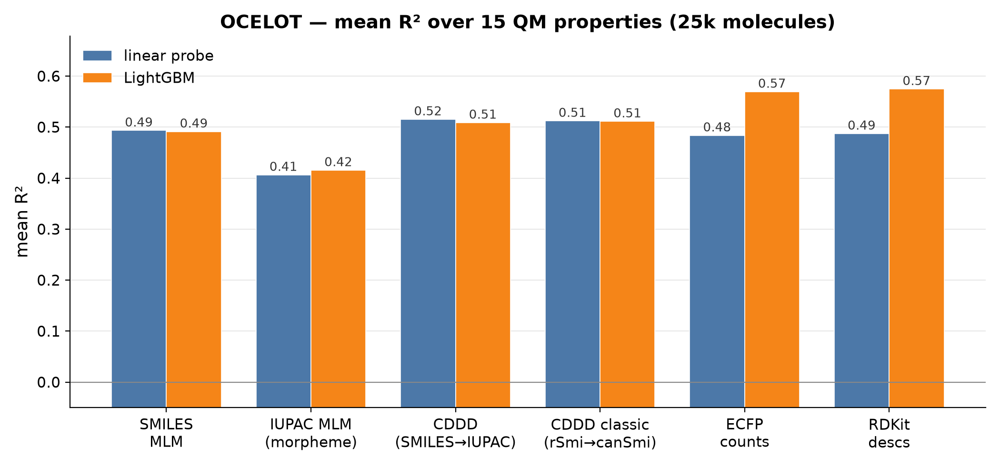 OCELOT — mean R² over 15 QM properties (25k molecules)
linear probe
LightGBM
mean R²
0.6
0.5
0.4
0.3
0.2
0.1
0.0
0.49
0.49
0.41
0.42
0.52
0.51
0.51
0.51
0.48
0.57
0.49
0.57
SMILES
MLM
IUPAC MLM
(morpheme)
CDDD
(SMILES→IUPAC)
CDDD classic
(rSmi→canSmi)
ECFP
counts
RDKit
descs